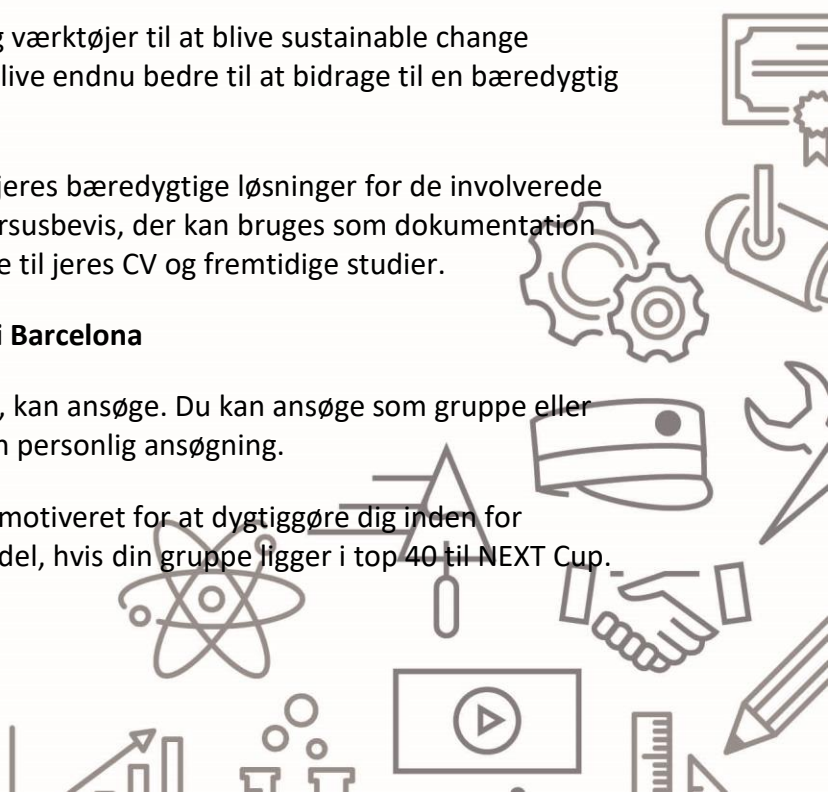 værktøjer til at blive sustainable change
live endnu bedre til at bidrage til en bæredygtig
jeres bæredygtige løsninger for de involverede
rsusbevis, der kan bruges som dokumentation
e til jeres CV og fremtidige studier.
i Barcelona
, kan ansøge. Du kan ansøge som gruppe eller
n personlig ansøgning.
motiveret for at dygtiggøre dig inden for
del, hvis din gruppe ligger i top 40 til NEXT Cup.